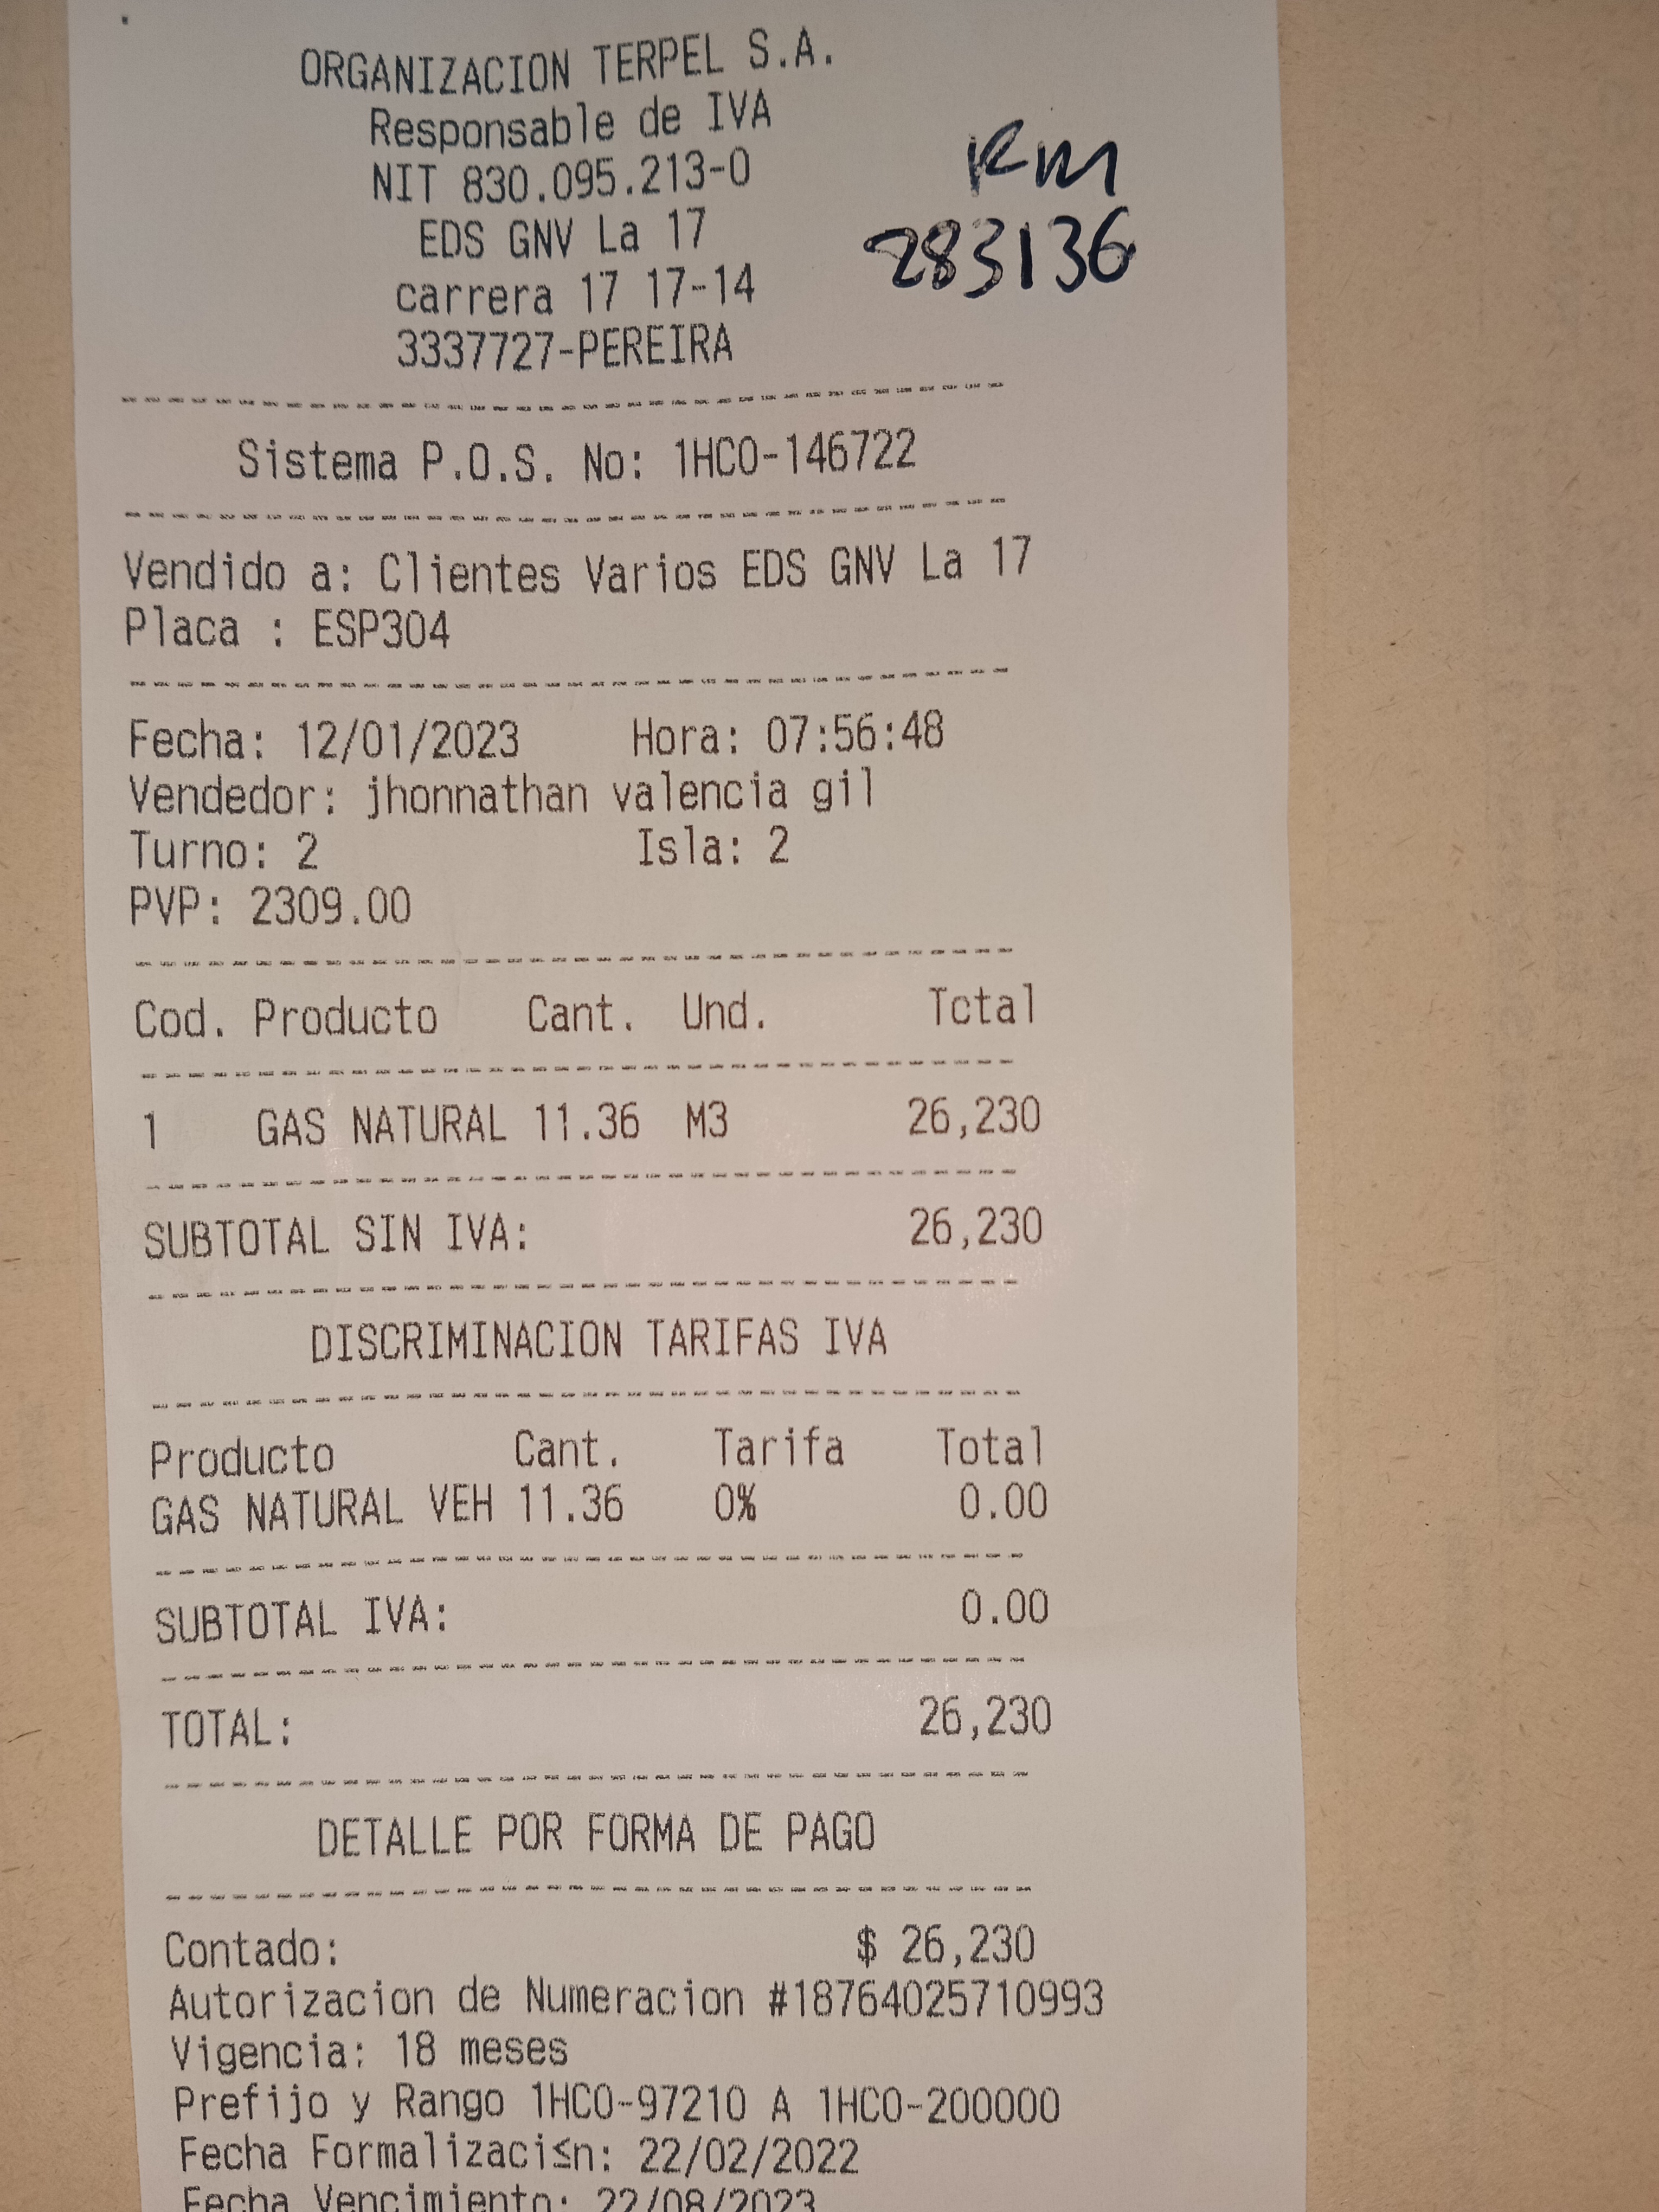 ORGANIZACION TERPEL S.A.
Responsable de IVA
NIT 830.095.213-0
EDS GNV La 17
carrera 17 17-14
3337727-PEREIRA
KM
283136
Sistema P.O.S. No: 1HCO-146722
Vendido a: Clientes Varios EDS GNV La 17
Placa : ESP304
Fecha: 12/01/2023 Hora: 07:56:48
Vendedor: jhonnathan valencia gil
Turno: 2 Isla: 2
PVP: 2309.00
Cod. Producto Cant. Und. Total
1 GAS NATURAL 11.36 M3 26,230
SUBTOTAL SIN IVA: 26,230
DISCRIMINACION TARIFAS IVA
Producto Cant. Tarifa Total
GAS NATURAL VEH 11.36 0% 0.00
SUBTOTAL IVA: 0.00
TOTAL: 26,230
DETALLE POR FORMA DE PAGO
Contado: $ 26,230
Autorizacion de Numeracion #18764025710993
Vigencia: 18 meses
Prefijo y Rango 1HCO-97210 A 1HCO-200000
Fecha Formalizaci≤n: 22/02/2022
Fecha Vencimiento: 22/08/2023